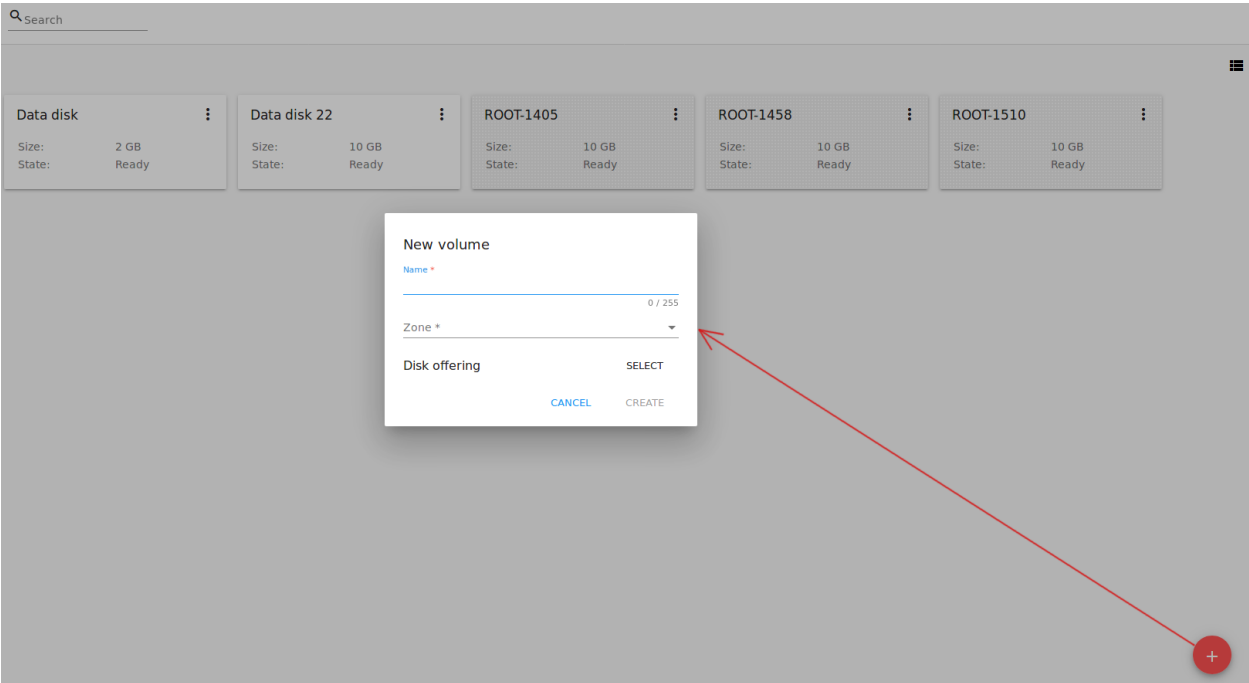 Search
Data disk
Size: 2 GB
State: Ready
Data disk 22
Size: 10 GB
State: Ready
ROOT-1405
Size: 10 GB
State: Ready
ROOT-1458
Size: 10 GB
State: Ready
ROOT-1510
Size: 10 GB
State: Ready
New volume
Name *
0 / 255
Zone *
Disk offering SELECT
CANCEL CREATE
+